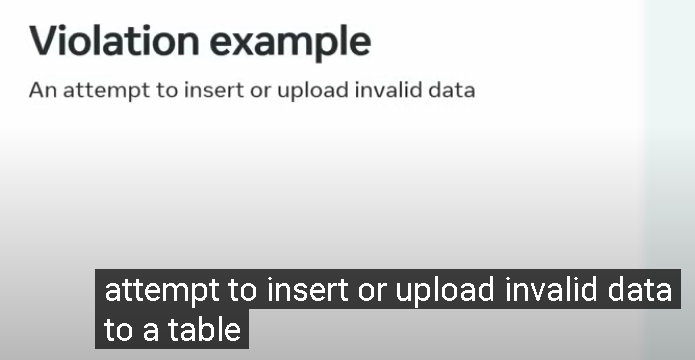 Violation example
An attempt to insert or upload invalid data
attempt to insert or upload invalid data
to a table